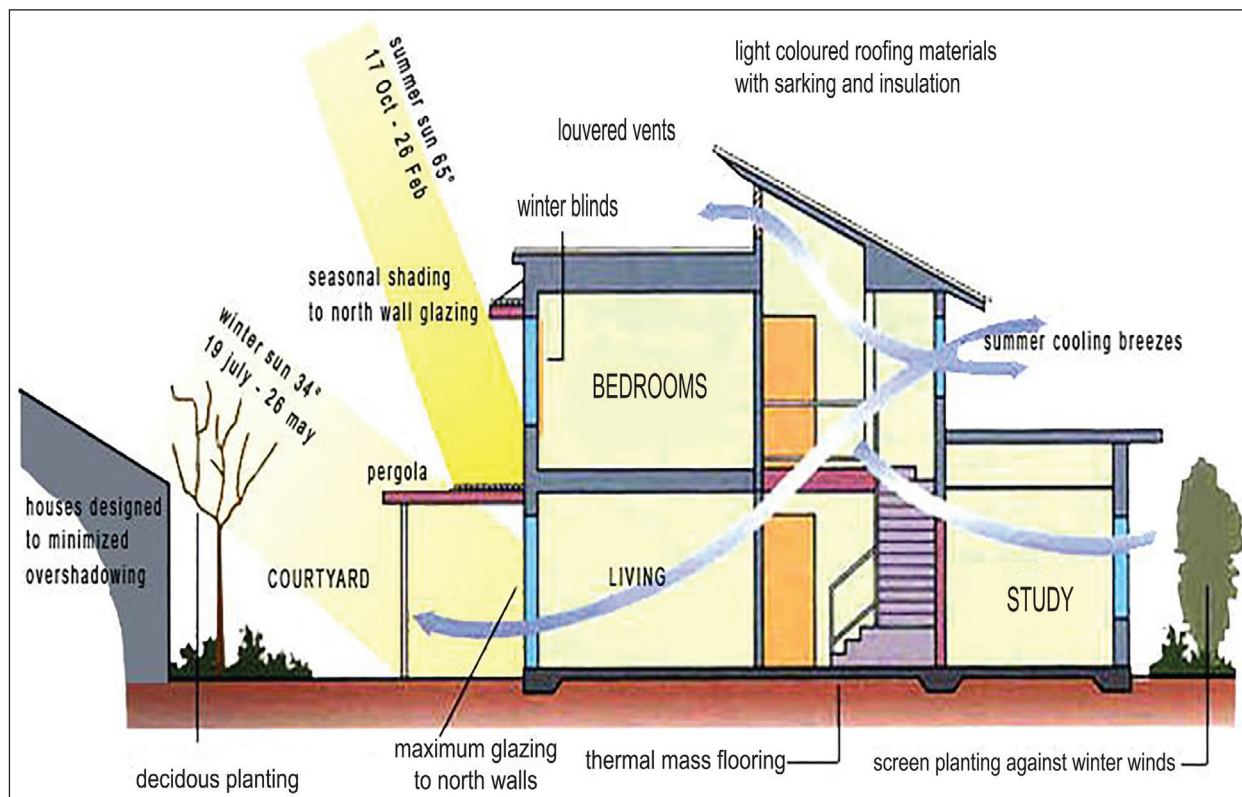 light coloured roofing materials
with sarking and insulation
louvered vents
summer sun 65°
17 Oct - 26 Feb
winter blinds
seasonal shading
to north wall glazing
winter sun 34°
19 july - 26 may
summer cooling breezes
BEDROOMS
pergola
houses designed
to minimized
overshadowing
COURTYARD
LIVING
STUDY
decidous planting
maximum glazing
to north walls
thermal mass flooring
screen planting against winter winds